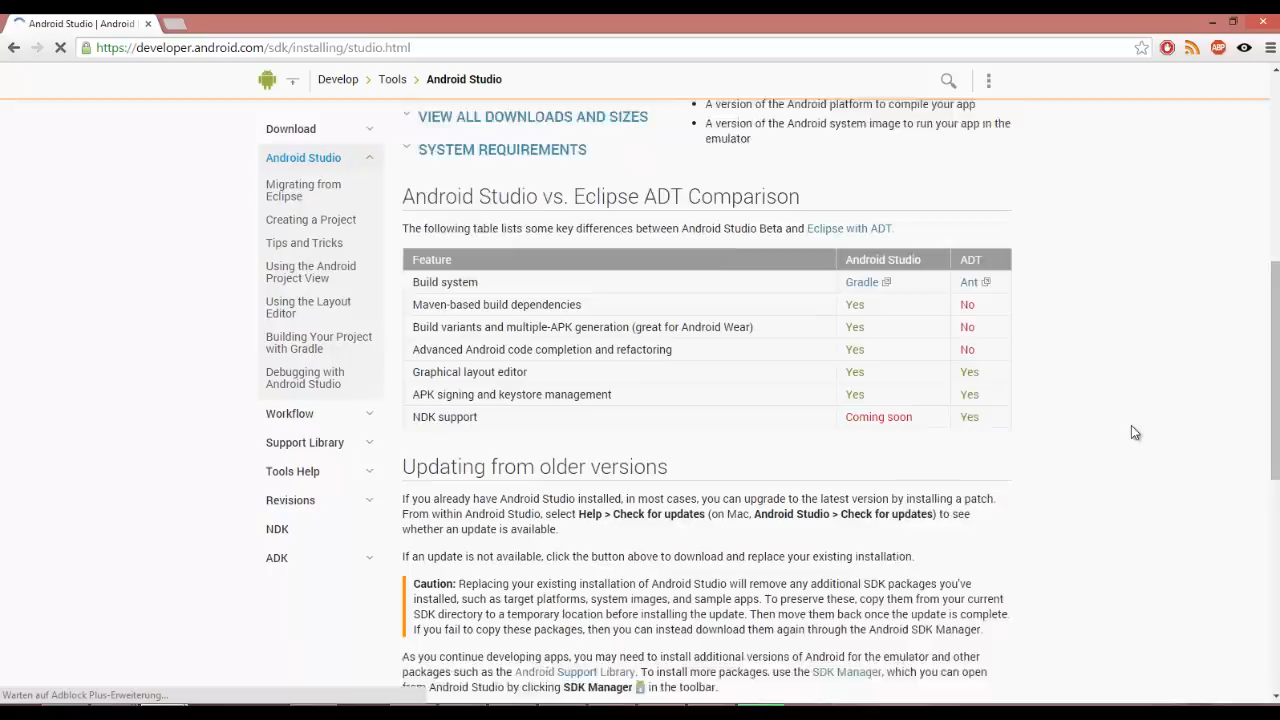 Android Studio | Android
https://developer.android.com/sdk/installing/studio.html
ABP
Develop > Tools > Android Studio
Download
Android Studio
Migrating from
Eclipse
Creating a Project
Tips and Tricks
Using the Android
Project View
Using the Layout
Editor
Building Your Project
with Gradle
Debugging with
Android Studio
Workflow
Support Library
Tools Help
Revisions
NDK
ADK
VIEW ALL DOWNLOADS AND SIZES
SYSTEM REQUIREMENTS
• A version of the Android platform to compile your app
• A version of the Android system image to run your app in the
emulator
Android Studio vs. Eclipse ADT Comparison
The following table lists some key differences between Android Studio Beta and Eclipse with ADT.
Feature Android Studio ADT
Build system Gradle Ant
Maven-based build dependencies Yes No
Build variants and multiple-APK generation (great for Android Wear) Yes No
Advanced Android code completion and refactoring Yes No
Graphical layout editor Yes Yes
APK signing and keystore management Yes Yes
NDK support Coming soon Yes
Updating from older versions
If you already have Android Studio installed, in most cases, you can upgrade to the latest version by installing a patch.
From within Android Studio, select Help > Check for updates (on Mac, Android Studio > Check for updates) to see
whether an update is available.
If an update is not available, click the button above to download and replace your existing installation.
Caution: Replacing your existing installation of Android Studio will remove any additional SDK packages you've
installed, such as target platforms, system images, and sample apps. To preserve these, copy them from your current
SDK directory to a temporary location before installing the update. Then move them back once the update is complete.
If you fail to copy these packages, then you can instead download them again through the Android SDK Manager.
As you continue developing apps, you may need to install additional versions of Android for the emulator and other
packages such as the Android Support Library. To install more packages, use the SDK Manager, which you can open
from Android Studio by clicking SDK Manager in the toolbar.
Warten auf Adblock Plus-Erweiterung...